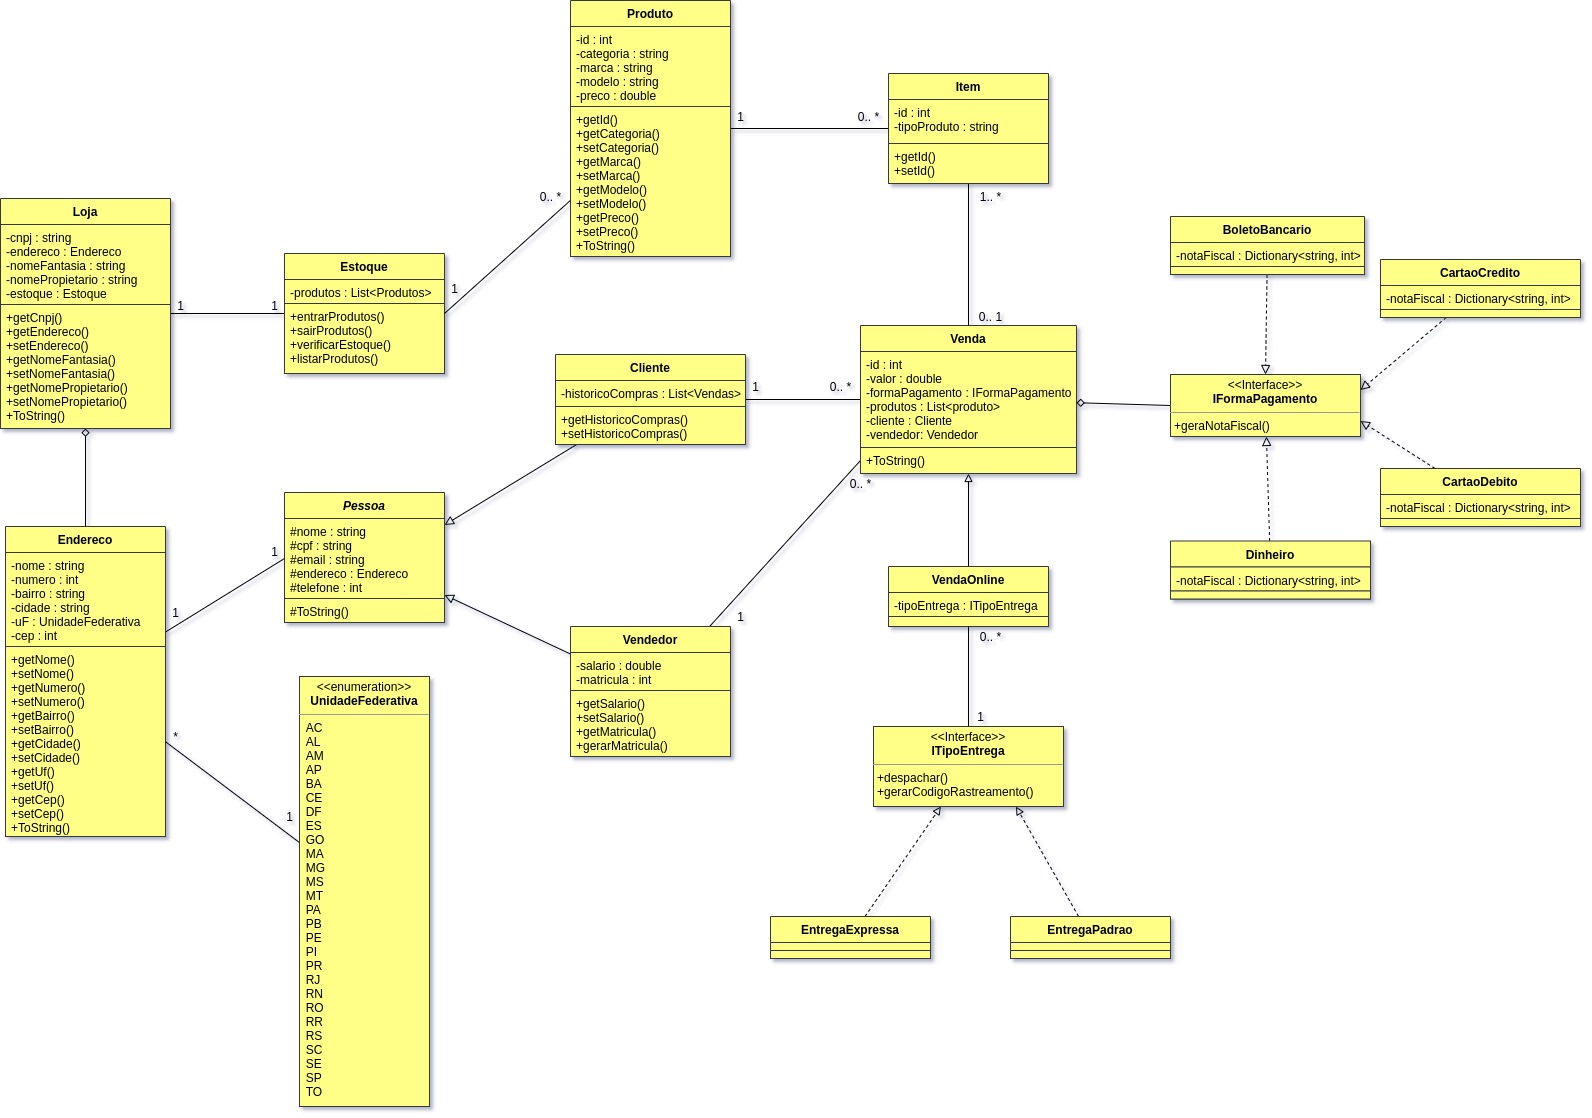 Produto
-id : int
-categoria : string
-marca : string
-modelo : string
-preco : double
+getId()
+getCategoria()
+setCategoria()
+getMarca()
+setMarca()
+getModelo()
+setModelo()
+getPreco()
+setPreco()
+ToString()
1
0.. *
Item
-id : int
-tipoProduto : string
+getId()
+setId()
1.. *
0.. 1
Loja
-cnpj : string
-endereco : Endereco
-nomeFantasia : string
-nomePropietario : string
-estoque : Estoque
+getCnpj()
+getEndereco()
+setEndereco()
+getNomeFantasia()
+setNomeFantasia()
+getNomePropietario()
+setNomePropietario()
+ToString()
1
1
Estoque
-produtos : List<Produtos>
+entrarProdutos()
+sairProdutos()
+verificarEstoque()
+listarProdutos()
1
0.. *
Cliente
-historicoCompras : List<Vendas>
+getHistoricoCompras()
+setHistoricoCompras()
1
0.. *
Venda
-id : int
-valor : double
-formaPagamento : IFormaPagamento
-produtos : List<produto>
-cliente : Cliente
-vendedor: Vendedor
+ToString()
0.. *
1
BoletoBancario
-notaFiscal : Dictionary<string, int>
CartaoCredito
-notaFiscal : Dictionary<string, int>
<<Interface>>
IFormaPagamento
+geraNotaFiscal()
CartaoDebito
-notaFiscal : Dictionary<string, int>
Dinheiro
-notaFiscal : Dictionary<string, int>
Pessoa
#nome : string
#cpf : string
#email : string
#endereco : Endereco
#telefone : int
#ToString()
1
1
Endereco
-nome : string
-numero : int
-bairro : string
-cidade : string
-uF : UnidadeFederativa
-cep : int
+getNome()
+setNome()
+getNumero()
+setNumero()
+getBairro()
+setBairro()
+getCidade()
+setCidade()
+getUf()
+setUf()
+getCep()
+setCep()
+ToString()
*
1
Vendedor
-salario : double
-matricula : int
+getSalario()
+setSalario()
+getMatricula()
+gerarMatricula()
VendaOnline
-tipoEntrega : ITipoEntrega
0.. *
1
<<enumeration>>
UnidadeFederativa
AC
AL
AM
AP
BA
CE
DF
ES
GO
MA
MG
MS
MT
PA
PB
PE
PI
PR
RJ
RN
RO
RR
RS
SC
SE
SP
TO
<<Interface>>
ITipoEntrega
+despachar()
+gerarCodigoRastreamento()
EntregaExpressa
EntregaPadrao